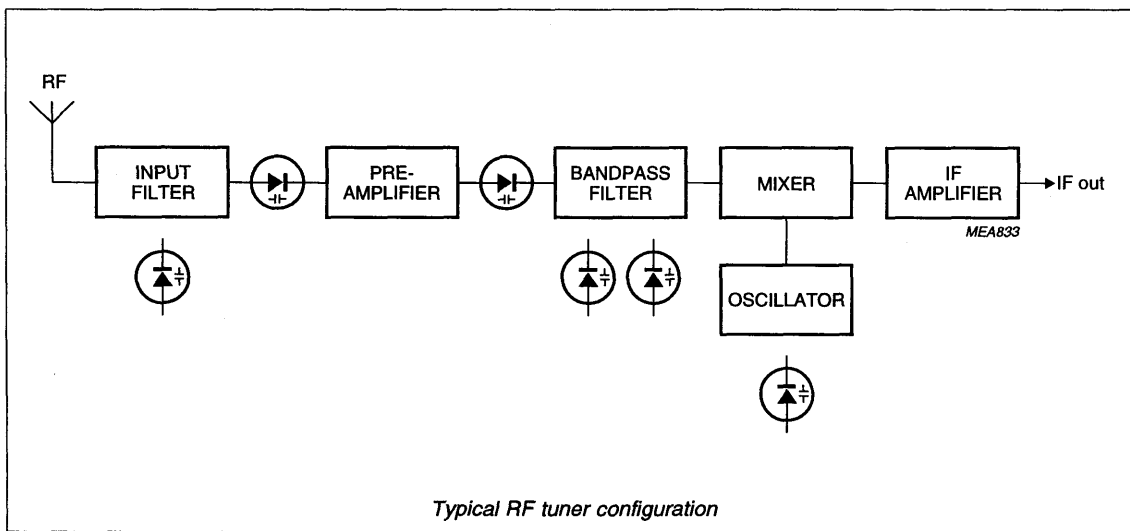 RF
INPUT
FILTER
PRE-
AMPLIFIER
BANDPASS
FILTER
MIXER
IF
AMPLIFIER
IF out
MEA833
OSCILLATOR
Typical RF tuner configuration